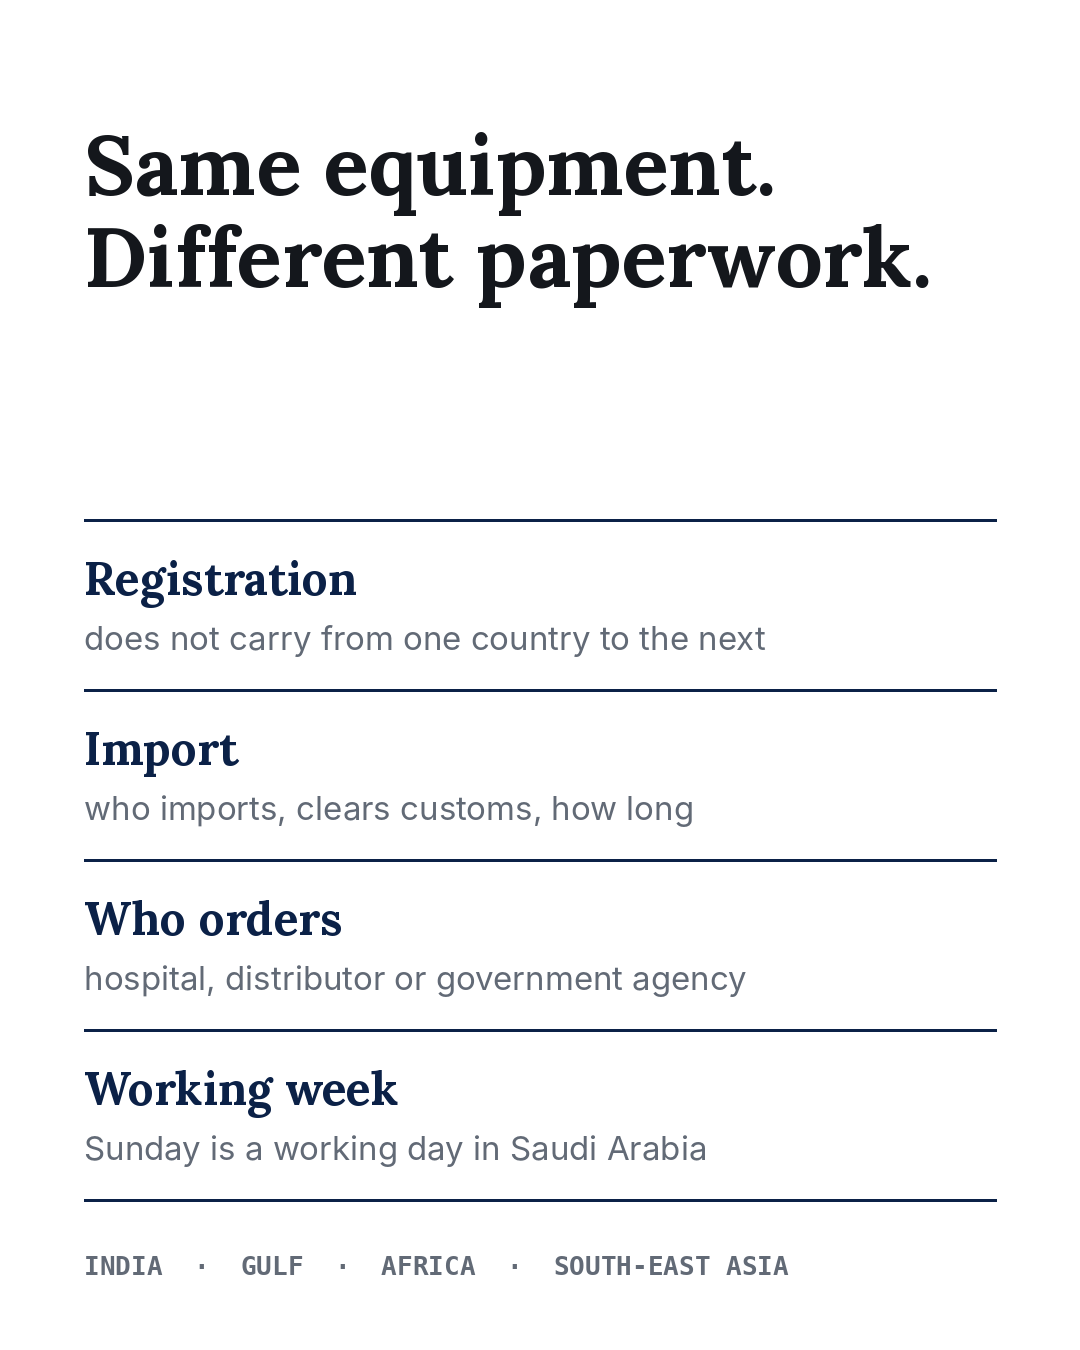 Same equipment.
Different paperwork.
Registration
does not carry from one country to the next
Import
who imports, clears customs, how long
Who orders
hospital, distributor or government agency
Working week
Sunday is a working day in Saudi Arabia
INDIA · GULF · AFRICA · SOUTH-EAST ASIA